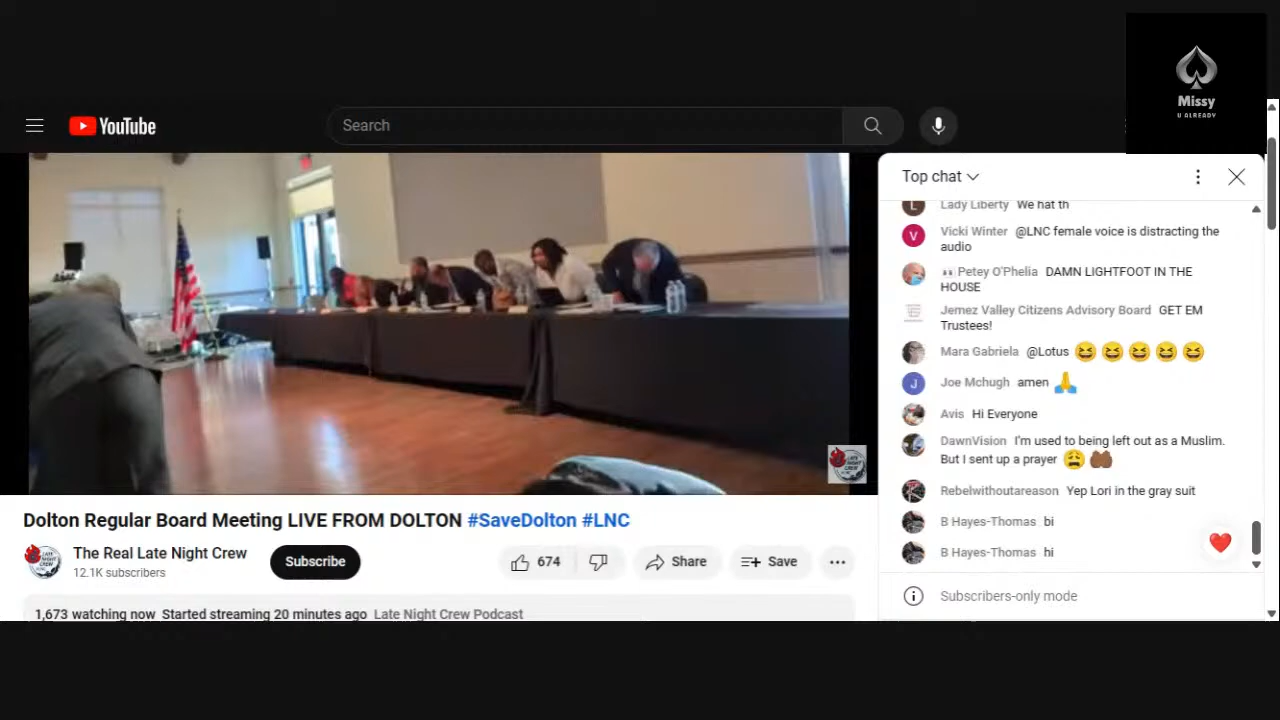 Missy
U ALREADY
YouTube
Search
Top chat
Lady Liberty We hat th
Vicki Winter @LNC female voice is distracting the
audio
Petey O'Phelia DAMN LIGHTFOOT IN THE
HOUSE
Jemez Valley Citizens Advisory Board GET EM
Trustees!
Mara Gabriela @Lotus 😆😆😆😆😆
Joe Mchugh amen 🙏
Avis Hi Everyone
DawnVision I'm used to being left out as a Muslim.
But I sent up a prayer 😩🤲🏾
Rebelwithoutareason Yep Lori in the gray suit
B Hayes-Thomas bi
B Hayes-Thomas hi
Subscribers-only mode
LATE
NIGHT
CREW
Dolton Regular Board Meeting LIVE FROM DOLTON #SaveDolton #LNC
The Real Late Night Crew
12.1K subscribers
Subscribe
674
Share
Save
1,673 watching now Started streaming 20 minutes ago Late Night Crew Podcast